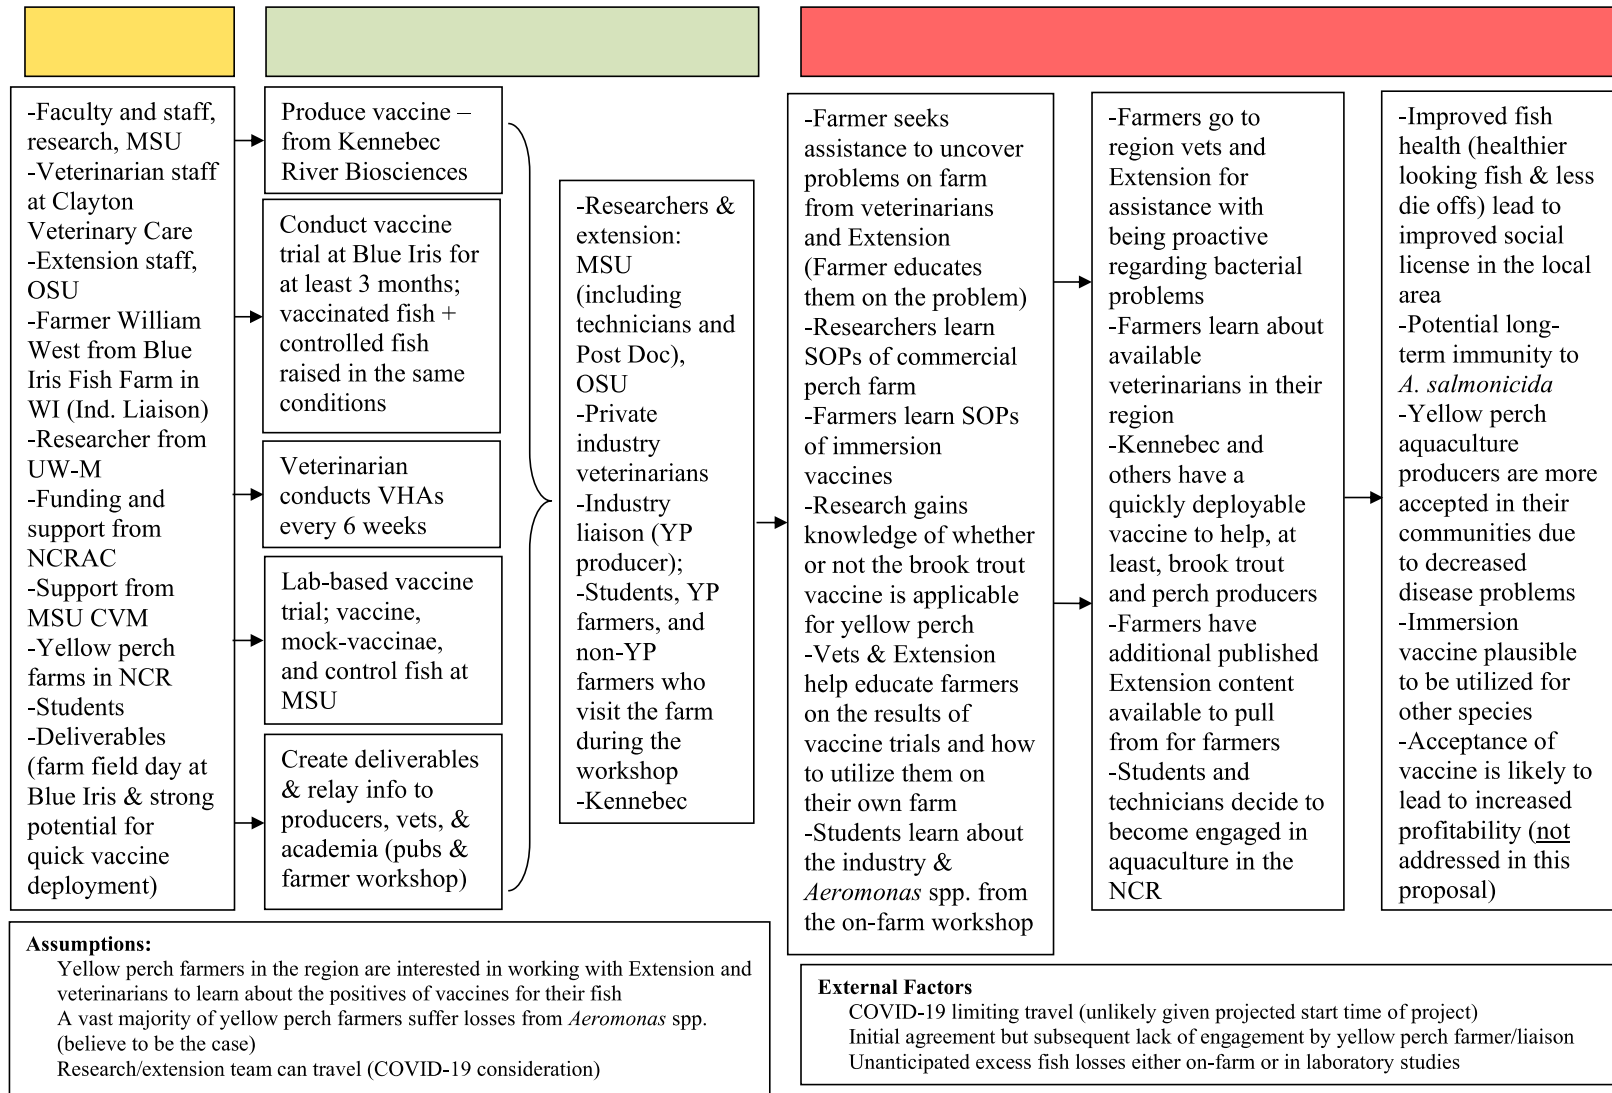 -Faculty and staff,
research, MSU
-Veterinarian staff
at Clayton
Veterinary Care
-Extension staff,
OSU
-Farmer William
West from Blue
Iris Fish Farm in
WI (Ind. Liaison)
-Researcher from
UW-M
-Funding and
support from
NCRAC
-Support from
MSU CVM
-Yellow perch
farms in NCR
-Students
-Deliverables
(farm field day at
Blue Iris & strong
potential for
quick vaccine
deployment)
Produce vaccine –
from Kennebec
River Biosciences
Conduct vaccine
trial at Blue Iris for
at least 3 months;
vaccinated fish +
controlled fish
raised in the same
conditions
Veterinarian
conducts VHAs
every 6 weeks
Lab-based vaccine
trial; vaccine,
mock-vaccinae,
and control fish at
MSU
Create deliverables
& relay info to
producers, vets, &
academia (pubs &
farmer workshop)
-Researchers &
extension:
MSU
(including
technicians and
Post Doc),
OSU
-Private
industry
veterinarians
-Industry
liaison (YP
producer);
-Students, YP
farmers, and
non-YP
farmers who
visit the farm
during the
workshop
-Kennebec
-Farmer seeks
assistance to uncover
problems on farm
from veterinarians
and Extension
(Farmer educates
them on the problem)
-Researchers learn
SOPs of commercial
perch farm
-Farmers learn SOPs
of immersion
vaccines
-Research gains
knowledge of whether
or not the brook trout
vaccine is applicable
for yellow perch
-Vets & Extension
help educate farmers
on the results of
vaccine trials and how
to utilize them on
their own farm
-Students learn about
the industry &
Aeromonas spp. from
the on-farm workshop
-Farmers go to
region vets and
Extension for
assistance with
being proactive
regarding bacterial
problems
-Farmers learn about
available
veterinarians in their
region
-Kennebec and
others have a
quickly deployable
vaccine to help, at
least, brook trout
and perch producers
-Farmers have
additional published
Extension content
available to pull
from for farmers
-Students and
technicians decide to
become engaged in
aquaculture in the
NCR
-Improved fish
health (healthier
looking fish & less
die offs) lead to
improved social
license in the local
area
-Potential long-
term immunity to
A. salmonicida
-Yellow perch
aquaculture
producers are more
accepted in their
communities due
to decreased
disease problems
-Immersion
vaccine plausible
to be utilized for
other species
-Acceptance of
vaccine is likely to
lead to increased
profitability (not
addressed in this
proposal)
Assumptions:
Yellow perch farmers in the region are interested in working with Extension and
veterinarians to learn about the positives of vaccines for their fish
A vast majority of yellow perch farmers suffer losses from Aeromonas spp.
(believe to be the case)
Research/extension team can travel (COVID-19 consideration)
External Factors
COVID-19 limiting travel (unlikely given projected start time of project)
Initial agreement but subsequent lack of engagement by yellow perch farmer/liaison
Unanticipated excess fish losses either on-farm or in laboratory studies